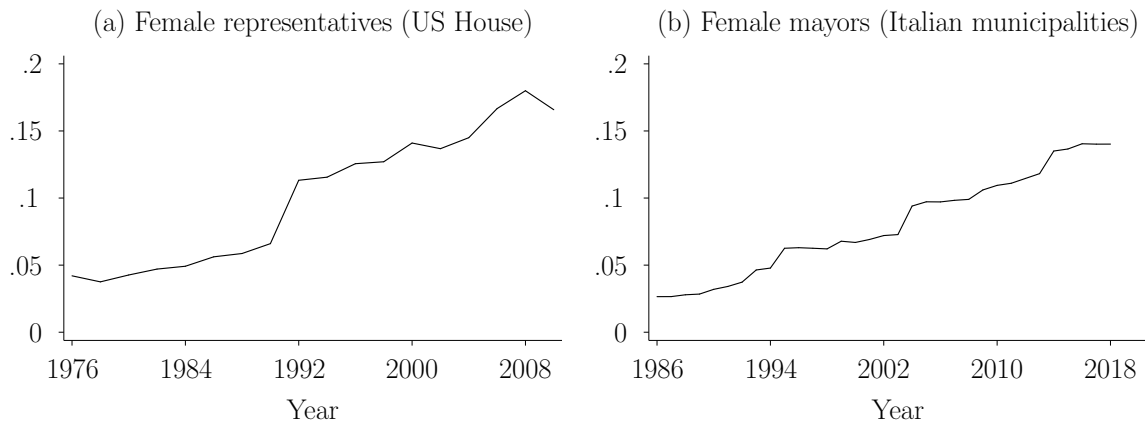 (a) Female representatives (US House)
.2
.15
.1
.05
0
1976 1984 1992 2000 2008
Year
(b) Female mayors (Italian municipalities)
.2
.15
.1
.05
0
1986 1994 2002 2010 2018
Year